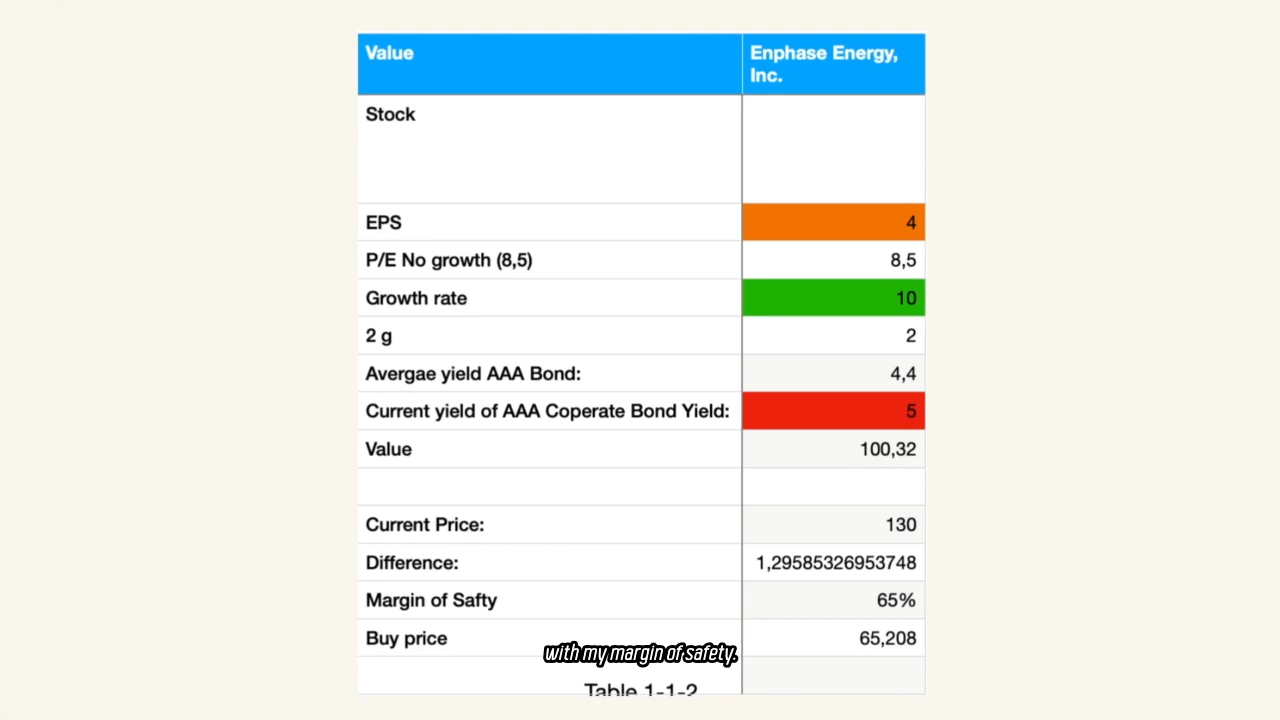 Value Enphase Energy,
Inc.
Stock
EPS 4
P/E No growth (8,5) 8,5
Growth rate 10
2 g 2
Avergae yield AAA Bond: 4,4
Current yield of AAA Coperate Bond Yield: 5
Value 100,32
Current Price: 130
Difference: 1,29585326953748
Margin of Safty 65%
Buy price 65,208
with my margin of safety.
Table 1-1-2